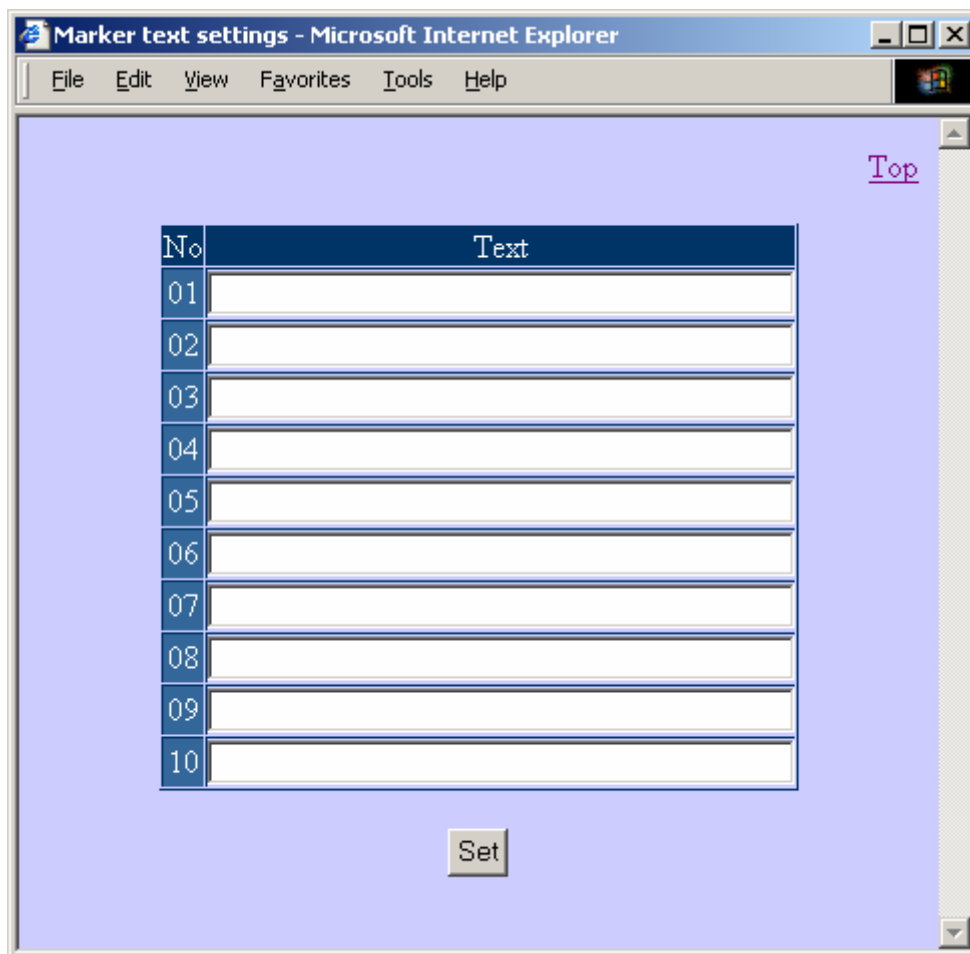 Marker text settings - Microsoft Internet Explorer
File Edit View Favorites Tools Help
Top
No Text
01
02
03
04
05
06
07
08
09
10
Set